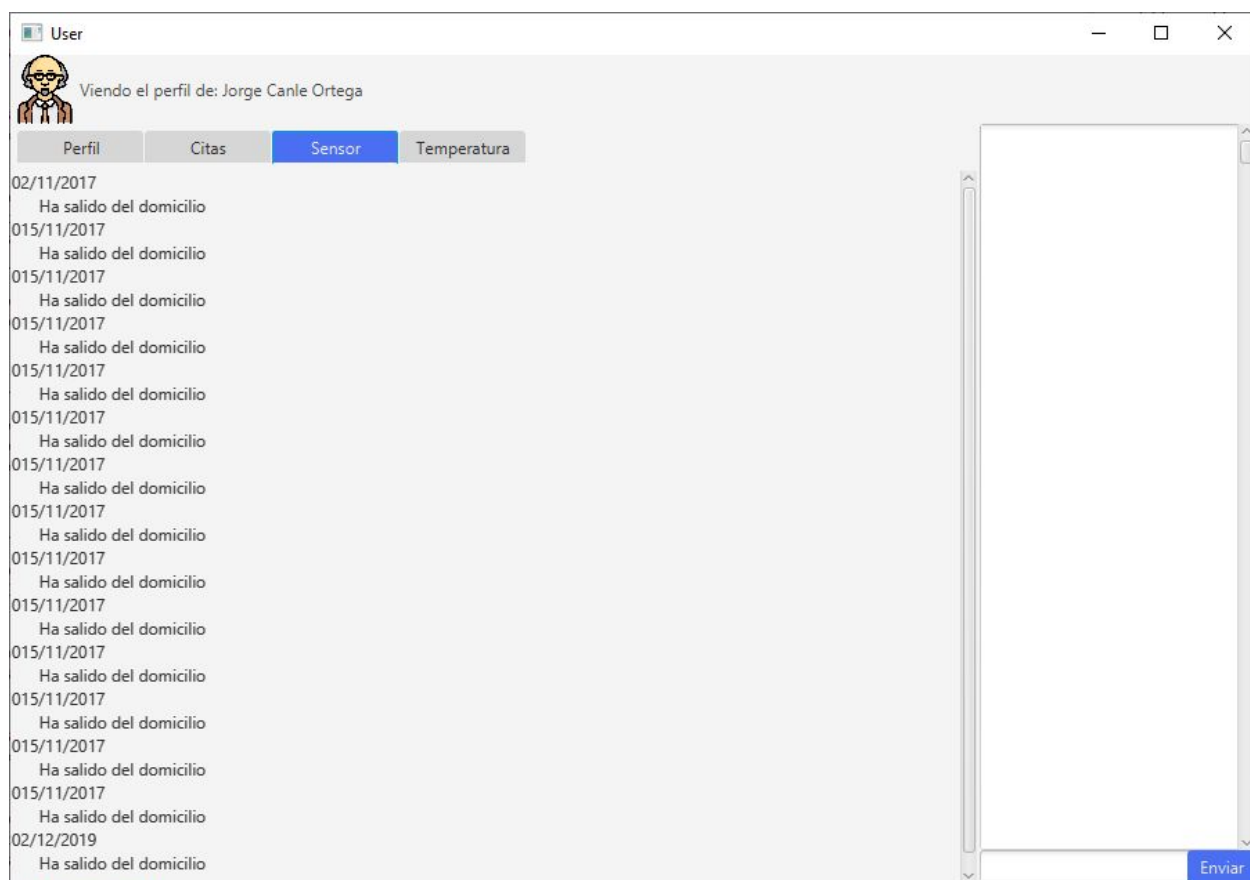 User
Viendo el perfil de: Jorge Canle Ortega
Perfil Citas Sensor Temperatura
02/11/2017
Ha salido del domicilio
015/11/2017
Ha salido del domicilio
015/11/2017
Ha salido del domicilio
015/11/2017
Ha salido del domicilio
015/11/2017
Ha salido del domicilio
015/11/2017
Ha salido del domicilio
015/11/2017
Ha salido del domicilio
015/11/2017
Ha salido del domicilio
015/11/2017
Ha salido del domicilio
015/11/2017
Ha salido del domicilio
015/11/2017
Ha salido del domicilio
015/11/2017
Ha salido del domicilio
015/11/2017
Ha salido del domicilio
015/11/2017
Ha salido del domicilio
02/12/2019
Ha salido del domicilio
Enviar